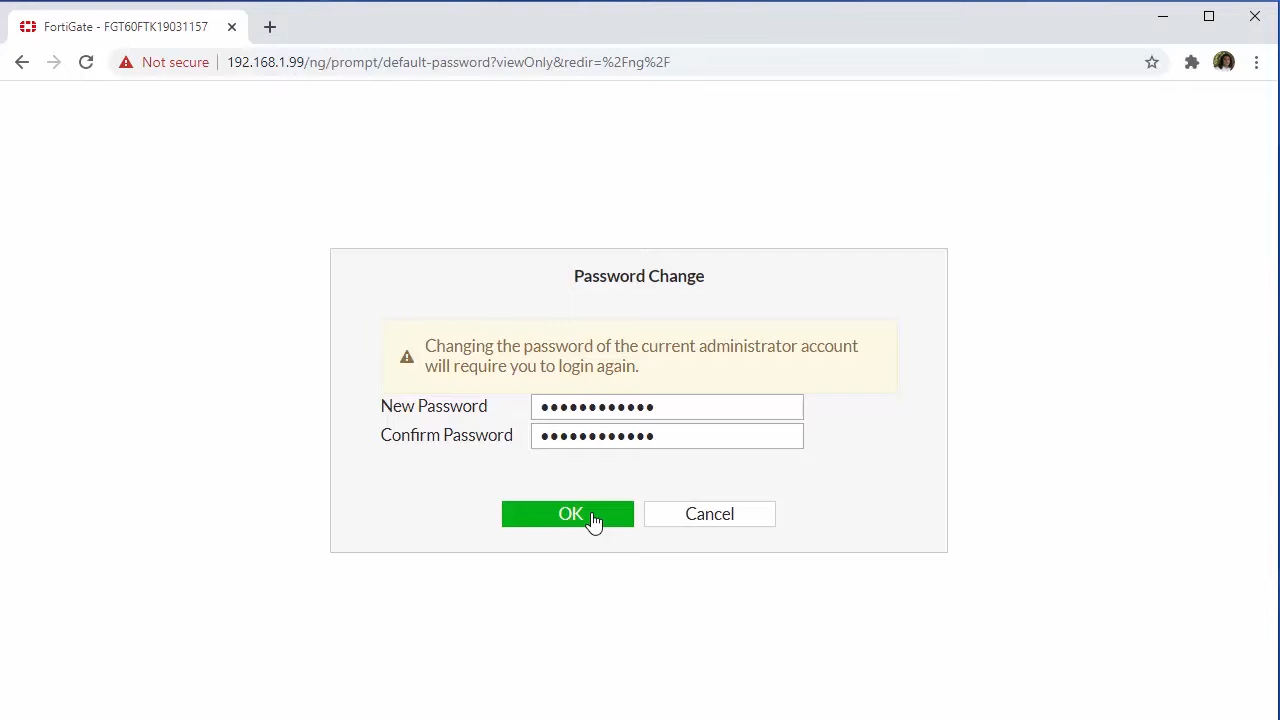 FortiGate - FGT60FTK19031157
Not secure 192.168.1.99/ng/prompt/default-password?viewOnly&redir=%2Fng%2F
Password Change
Changing the password of the current administrator account
will require you to login again.
New Password ••••••••••••
Confirm Password ••••••••••••
OK Cancel